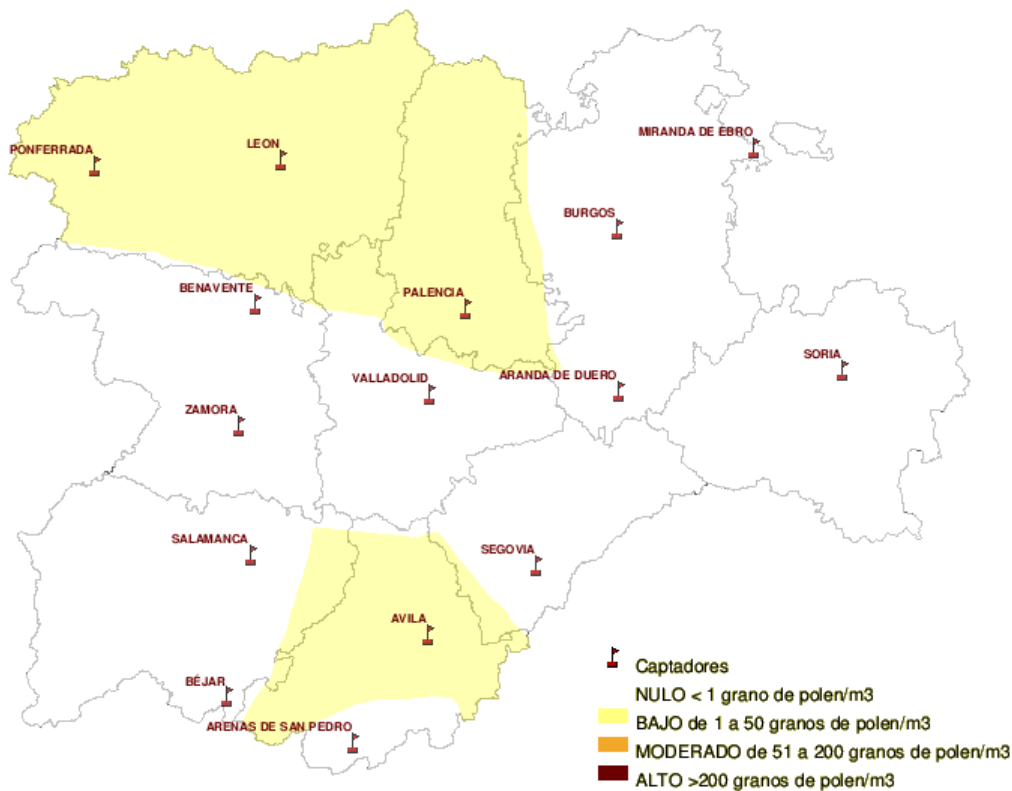 MIRANDA DE EBRO
PONFERRADA
LEON
BURGOS
BENAVENTE
PALENCIA
SORIA
VALLADOLID
ARANDA DE DUERO
ZAMORA
SALAMANCA
SEGOVIA
AVILA
BÉJAR
ARENAS DE SAN PEDRO
Captadores
NULO < 1 grano de polen/m3
BAJO de 1 a 50 granos de polen/m3
MODERADO de 51 a 200 granos de polen/m3
ALTO >200 granos de polen/m3